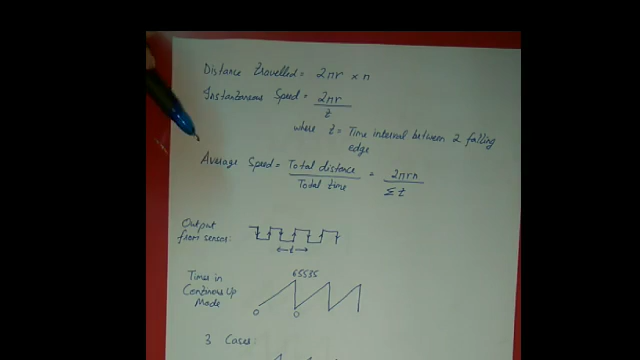 Distance Travelled = 2πr × n
Instantaneous Speed = 2πr / t
where t = Time interval between 2 falling
edge
Average Speed = Total distance / Total time = 2πrn / Σt
Output
from sensor:
← t →
65535
Timer in
Continous Up
Mode
0 0
3 Cases: